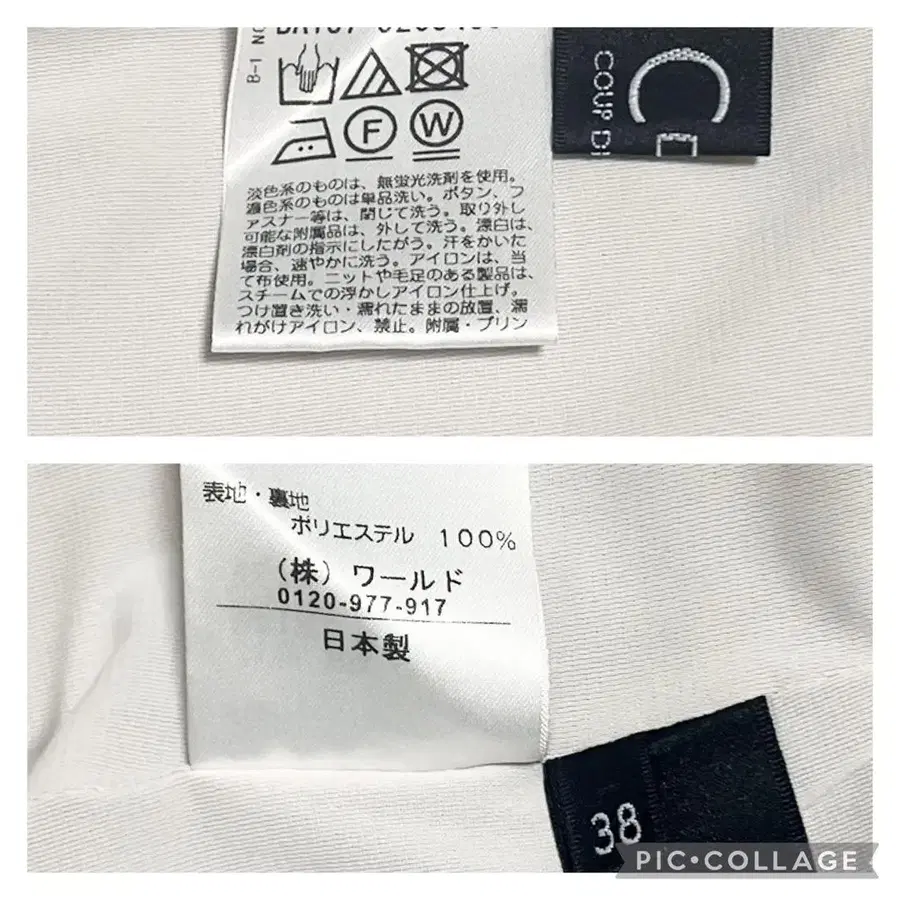 B-1 NO
C
COUP DI
F
W
淡色系のものは、無蛍光洗剤を使用。
濃色系のものは単品洗い。ボタン、フ
ァスナー等は、閉じて洗う。取り外し
可能な附属品は、外して洗う。漂白は、
漂白剤の指示にしたがう。汗をかいた
場合、速やかに洗う。アイロンは、当
て布使用。ニットや毛足のある製品は、
スチームでの浮かしアイロン仕上げ。
つけ置き洗い・濡れたままの放置、濡
れがけアイロン、禁止。附属・プリン
表地・裏地
ポリエステル 100%
(株) ワールド
0120-977-917
日本製
38
PIC•COLLAGE